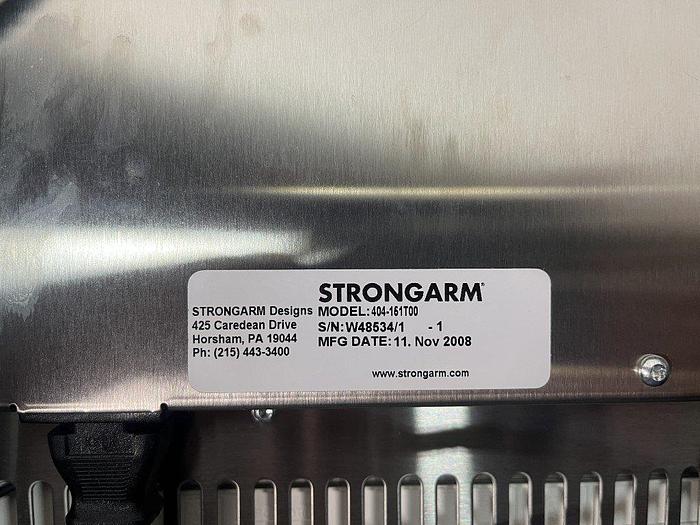 STRONGARM®
STRONGARM Designs
425 Caredean Drive
Horsham, PA 19044
Ph: (215) 443-3400
MODEL: 404-161T00
S/N: W48534/1 - 1
MFG DATE: 11. Nov 2008
www.strongarm.com